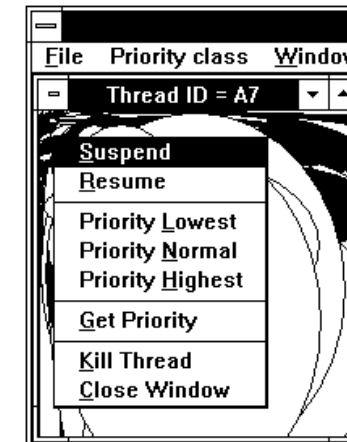 File Priority class Window
Thread ID = A7
Suspend
Resume
Priority Lowest
Priority Normal
Priority Highest
Get Priority
Kill Thread
Close Window